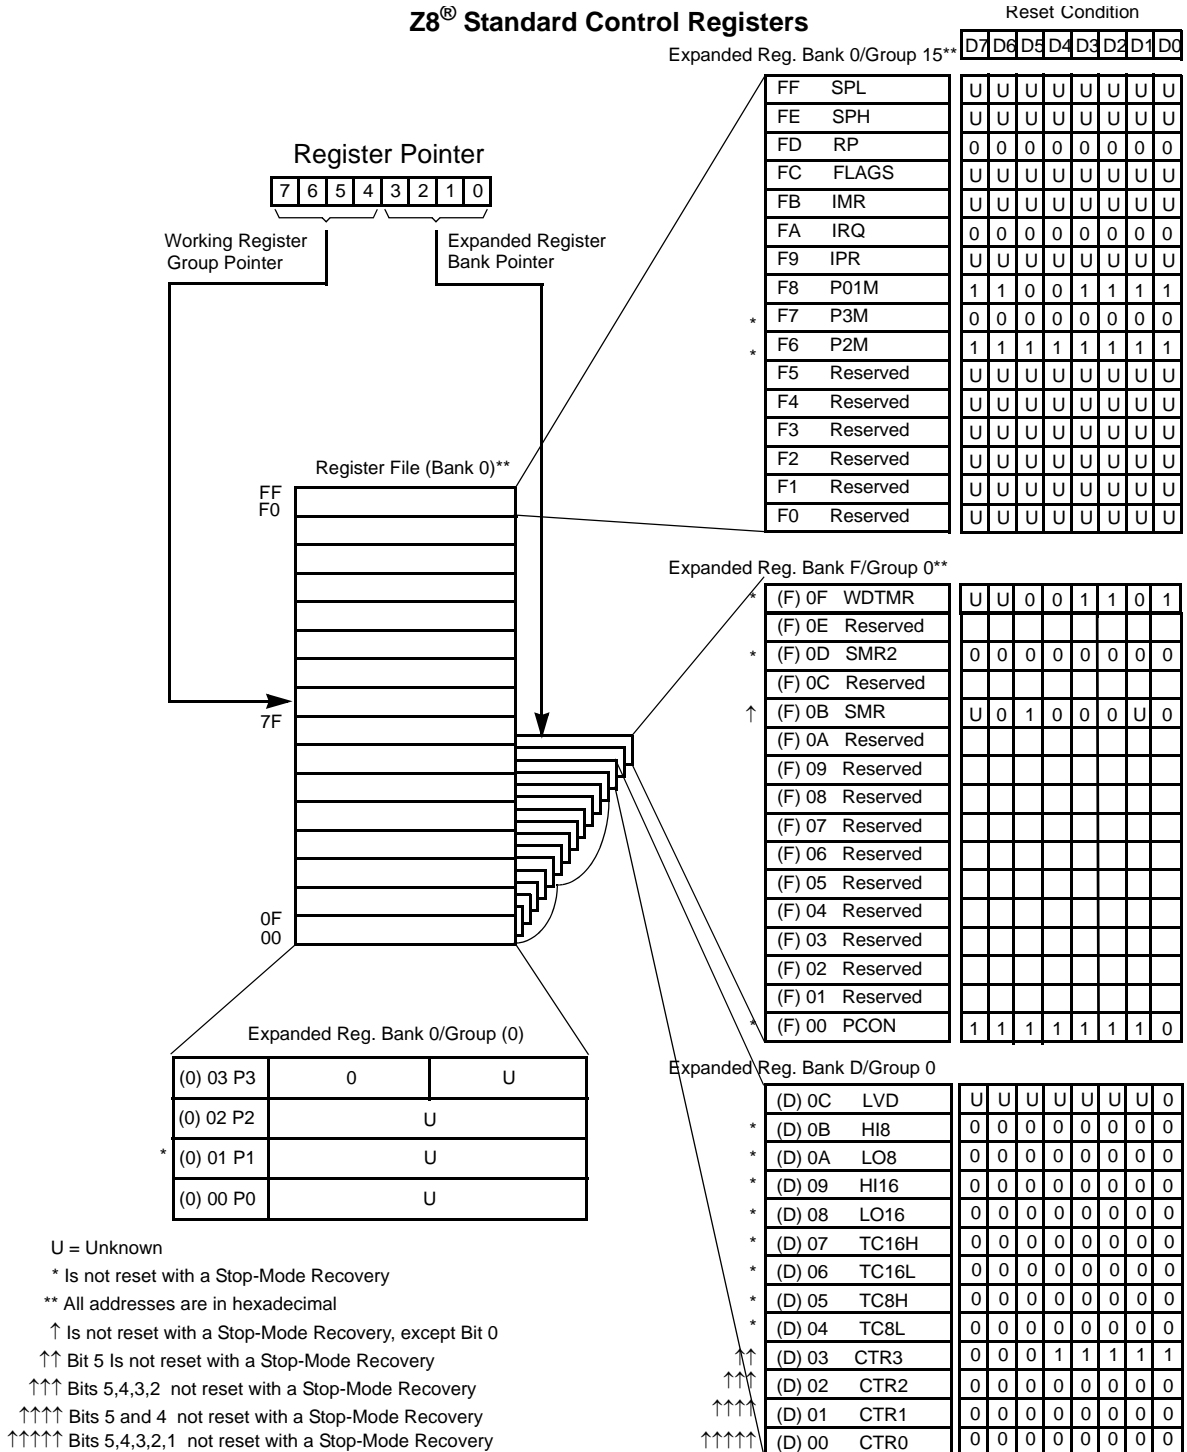 Z8® Standard Control Registers
Reset Condition
Expanded Reg. Bank 0/Group 15**
D7 D6 D5 D4 D3 D2 D1 D0
FF SPL U U U U U U U U
FE SPH U U U U U U U U
FD RP 0 0 0 0 0 0 0 0
FC FLAGS U U U U U U U U
FB IMR U U U U U U U U
FA IRQ 0 0 0 0 0 0 0 0
F9 IPR U U U U U U U U
F8 P01M 1 1 0 0 1 1 1 1
* F7 P3M 0 0 0 0 0 0 0 0
* F6 P2M 1 1 1 1 1 1 1 1
F5 Reserved U U U U U U U U
F4 Reserved U U U U U U U U
F3 Reserved U U U U U U U U
F2 Reserved U U U U U U U U
F1 Reserved U U U U U U U U
F0 Reserved U U U U U U U U
Register Pointer
7 6 5 4 3 2 1 0
Working Register
Group Pointer
Expanded Register
Bank Pointer
Register File (Bank 0)**
FF
F0
7F
0F
00
Expanded Reg. Bank F/Group 0**
* (F) 0F WDTMR U U 0 0 1 1 0 1
(F) 0E Reserved
* (F) 0D SMR2 0 0 0 0 0 0 0 0
(F) 0C Reserved
↑ (F) 0B SMR U 0 1 0 0 0 U 0
(F) 0A Reserved
(F) 09 Reserved
(F) 08 Reserved
(F) 07 Reserved
(F) 06 Reserved
(F) 05 Reserved
(F) 04 Reserved
(F) 03 Reserved
(F) 02 Reserved
(F) 01 Reserved
* (F) 00 PCON 1 1 1 1 1 1 1 0
Expanded Reg. Bank 0/Group (0)
(0) 03 P3 0 U
(0) 02 P2 U
* (0) 01 P1 U
(0) 00 P0 U
Expanded Reg. Bank D/Group 0
(D) 0C LVD U U U U U U U 0
* (D) 0B HI8 0 0 0 0 0 0 0 0
* (D) 0A LO8 0 0 0 0 0 0 0 0
* (D) 09 HI16 0 0 0 0 0 0 0 0
* (D) 08 LO16 0 0 0 0 0 0 0 0
* (D) 07 TC16H 0 0 0 0 0 0 0 0
* (D) 06 TC16L 0 0 0 0 0 0 0 0
* (D) 05 TC8H 0 0 0 0 0 0 0 0
* (D) 04 TC8L 0 0 0 0 0 0 0 0
↑↑ (D) 03 CTR3 0 0 0 1 1 1 1 1
↑↑↑ (D) 02 CTR2 0 0 0 0 0 0 0 0
↑↑↑↑ (D) 01 CTR1 0 0 0 0 0 0 0 0
↑↑↑↑↑ (D) 00 CTR0 0 0 0 0 0 0 0 0
U = Unknown
* Is not reset with a Stop-Mode Recovery
** All addresses are in hexadecimal
↑ Is not reset with a Stop-Mode Recovery, except Bit 0
↑↑ Bit 5 Is not reset with a Stop-Mode Recovery
↑↑↑ Bits 5,4,3,2 not reset with a Stop-Mode Recovery
↑↑↑↑ Bits 5 and 4 not reset with a Stop-Mode Recovery
↑↑↑↑↑ Bits 5,4,3,2,1 not reset with a Stop-Mode Recovery